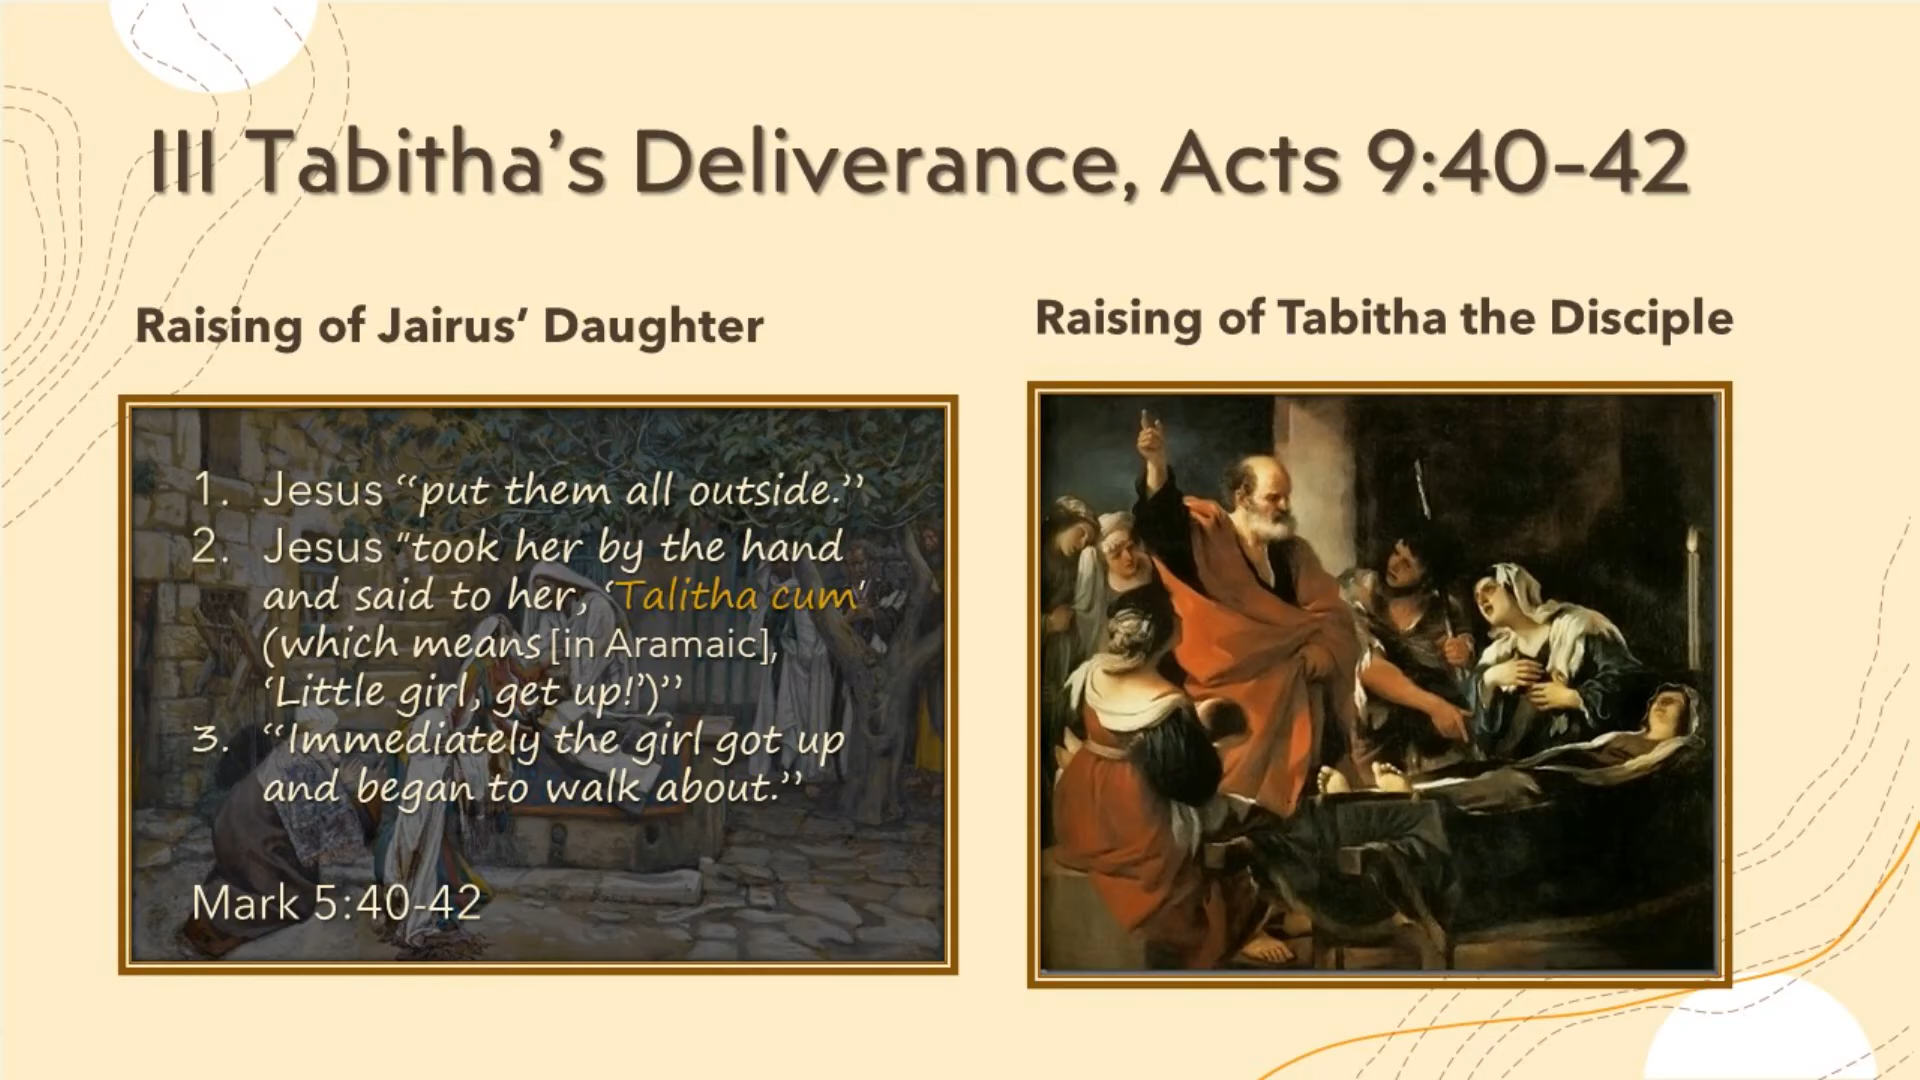 III Tabitha’s Deliverance, Acts 9:40-42
Raising of Jairus’ Daughter
1. Jesus “put them all outside.”
2. Jesus “took her by the hand
and said to her, ‘Talitha cum’
(which means [in Aramaic],
‘Little girl, get up!’)”
3. “Immediately the girl got up
and began to walk about.”
Mark 5:40-42
Raising of Tabitha the Disciple